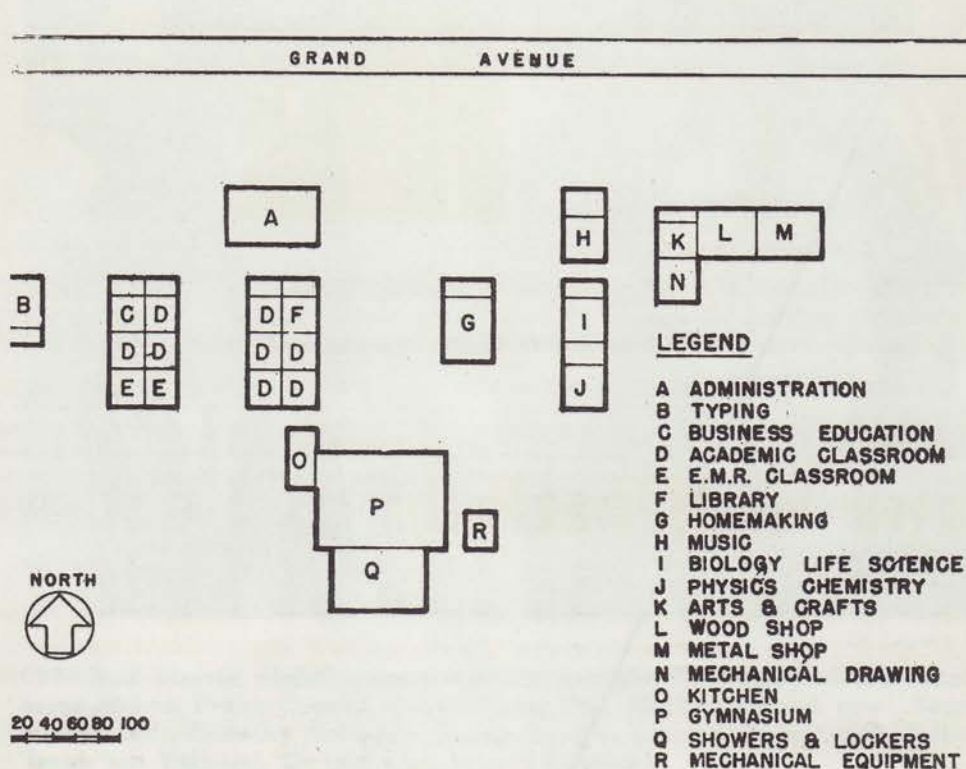 GRAND AVENUE
A
H
K L M
N
B
C D
D F
G
I
D D
D D
E E
D D
J
O
P
R
Q
NORTH
20 40 60 80 100
LEGEND
A ADMINISTRATION
B TYPING
C BUSINESS EDUCATION
D ACADEMIC CLASSROOM
E E.M.R. CLASSROOM
F LIBRARY
G HOMEMAKING
H MUSIC
I BIOLOGY LIFE SCIENCE
J PHYSICS CHEMISTRY
K ARTS & CRAFTS
L WOOD SHOP
M METAL SHOP
N MECHANICAL DRAWING
O KITCHEN
P GYMNASIUM
Q SHOWERS & LOCKERS
R MECHANICAL EQUIPMENT